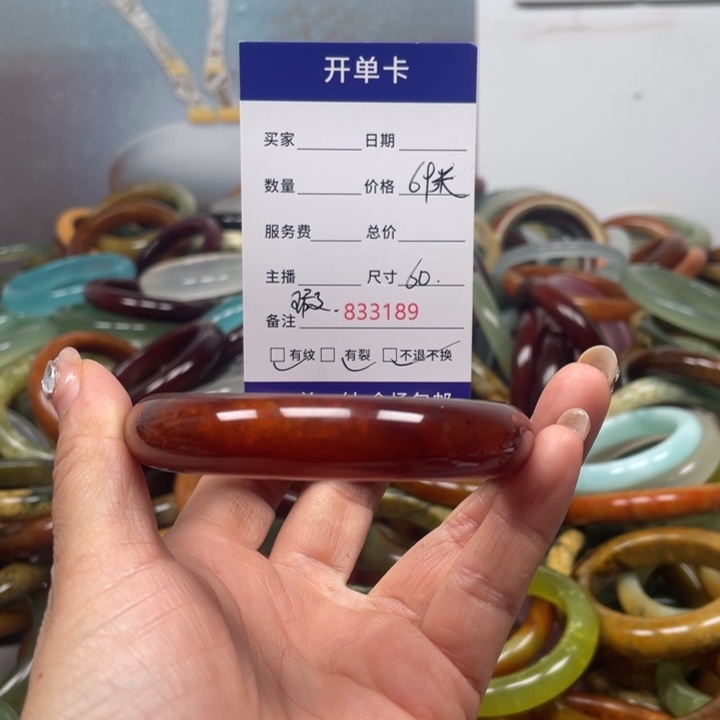 开单卡
买家 日期
数量 价格 69米
服务费 总价
主播 尺寸 60.
备注 833189
有纹 有裂 不退不换